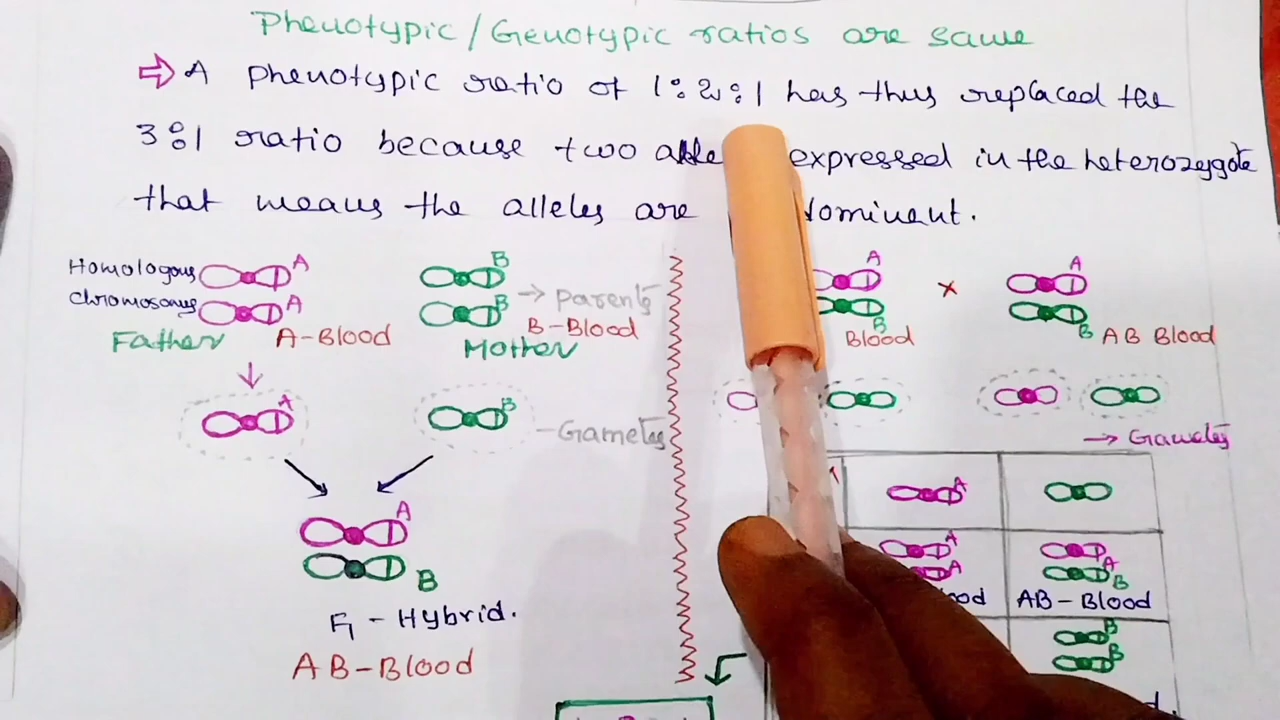 Phenotypic/Genotypic ratios are same
⇨ A phenotypic ratio of 1:2:1 has thus replaced the
3:1 ratio because two expressed in the heterozygote
that means the alleles are dominent.
Homologous
chromosomes
A
A
B
B
→ parents
Father
A-Blood
B-Blood
Mother
A
B
-Gametes
A
B
F1 - Hybrid.
AB-Blood
A
B
Blood
×
A
B
AB Blood
→ Gametes
A
A
A
A
B
AB-Blood
B
B